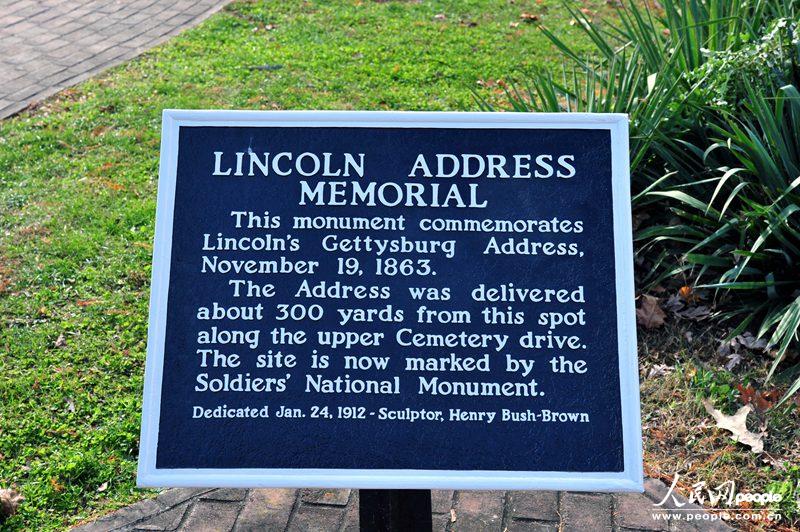 LINCOLN ADDRESS
MEMORIAL
This monument commemorates
Lincoln's Gettysburg Address,
November 19, 1863.
The Address was delivered
about 300 yards from this spot
along the upper Cemetery drive.
The site is now marked by the
Soldiers' National Monument.
Dedicated Jan. 24, 1912 - Sculptor, Henry Bush-Brown
人民网 people
www.people.com.cn